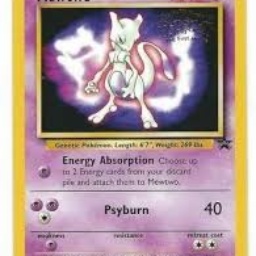 Genetic Pokémon. Length: 6'7", Weight: 269 lbs.
Energy Absorption Choose up
to 2 Energy cards from your discard
pile and attach them to Mewtwo.
Psyburn 40
weakness resistance retreat cost